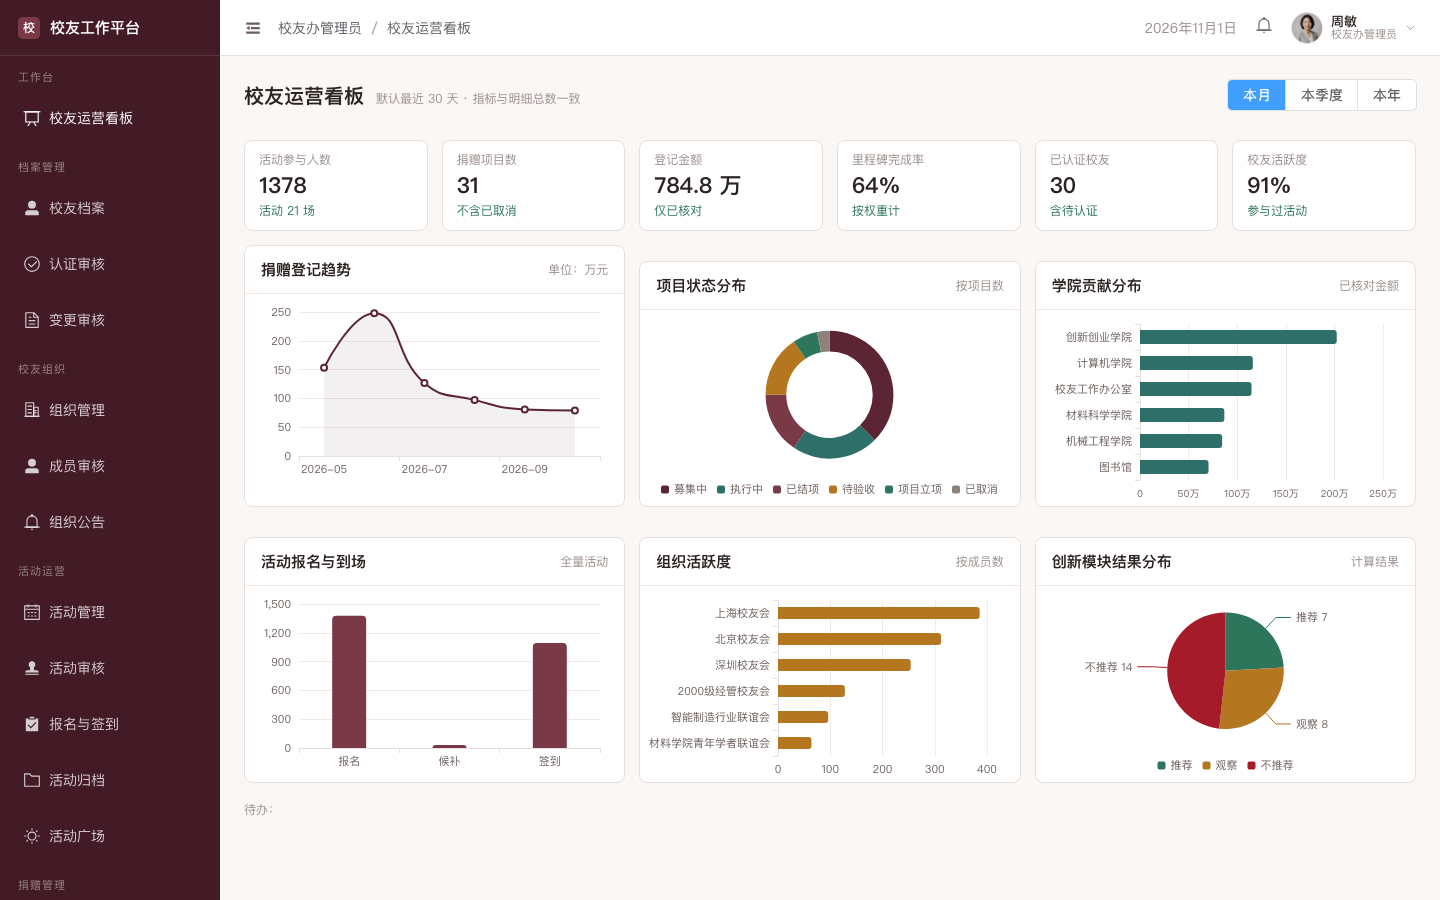 校 校友工作平台
校友办管理员 / 校友运营看板
2026年11月1日
周敏
校友办管理员
工作台
校友运营看板
档案管理
校友档案
认证审核
变更审核
校友组织
组织管理
成员审核
组织公告
活动运营
活动管理
活动审核
报名与签到
活动归档
活动广场
捐赠管理
校友运营看板 默认最近 30 天 · 指标与明细总数一致
本月 本季度 本年
活动参与人数
1378
活动 21 场
捐赠项目数
31
不含已取消
登记金额
784.8 万
仅已核对
里程碑完成率
64%
按权重计
已认证校友
30
含待认证
校友活跃度
91%
参与过活动
捐赠登记趋势 单位：万元
250
200
150
100
50
0
2026-05 2026-07 2026-09
项目状态分布 按项目数
募集中 执行中 已结项 待验收 项目立项 已取消
学院贡献分布 已核对金额
创新创业学院
计算机学院
校友工作办公室
材料科学学院
机械工程学院
图书馆
0 50万 100万 150万 200万 250万
活动报名与到场 全量活动
1,500
1,200
900
600
300
0
报名 候补 签到
组织活跃度 按成员数
上海校友会
北京校友会
深圳校友会
2000级经管校友会
智能制造行业联谊会
材料学院青年学者联谊会
0 100 200 300 400
创新模块结果分布 计算结果
推荐 7
不推荐 14
观察 8
推荐 观察 不推荐
待办：